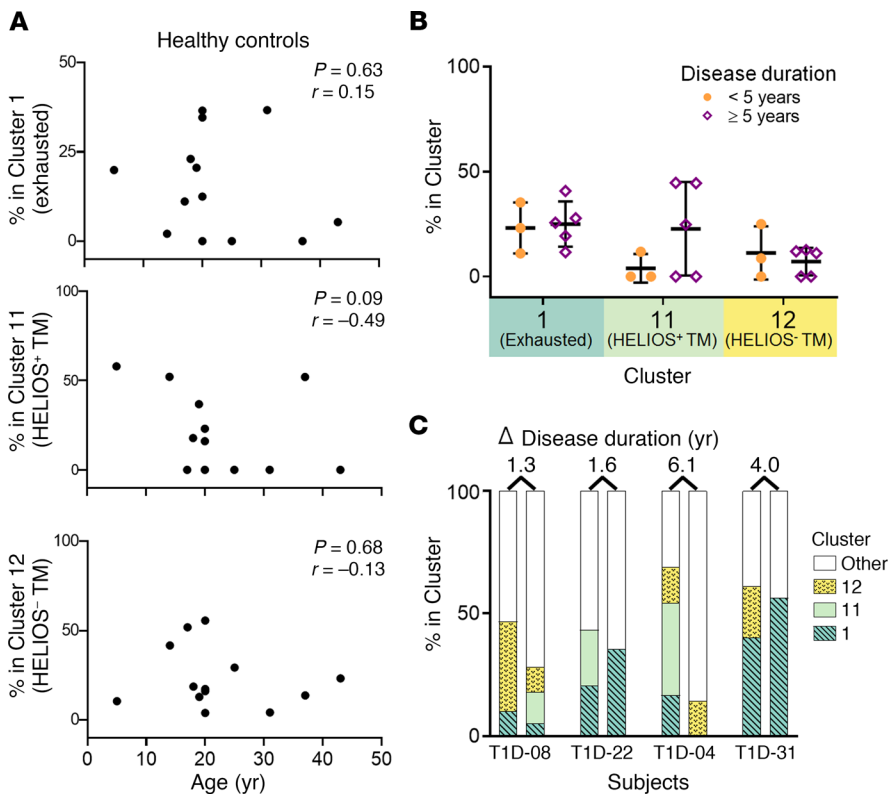 A
Healthy controls
50
25
0
% in Cluster 1
(exhausted)
P = 0.63
r = 0.15
100
50
0
% in Cluster 11
(HELIOS+ TM)
P = 0.09
r = –0.49
100
50
0
% in Cluster 12
(HELIOS– TM)
P = 0.68
r = –0.13
0 10 20 30 40 50
Age (yr)
B
100
50
0
% in Cluster
Disease duration
< 5 years
≥ 5 years
1 11 12
(Exhausted) (HELIOS+ TM) (HELIOS- TM)
Cluster
C
Δ Disease duration (yr)
1.3 1.6 6.1 4.0
100
50
0
% in Cluster
Cluster
Other
12
11
1
T1D-08 T1D-22 T1D-04 T1D-31
Subjects